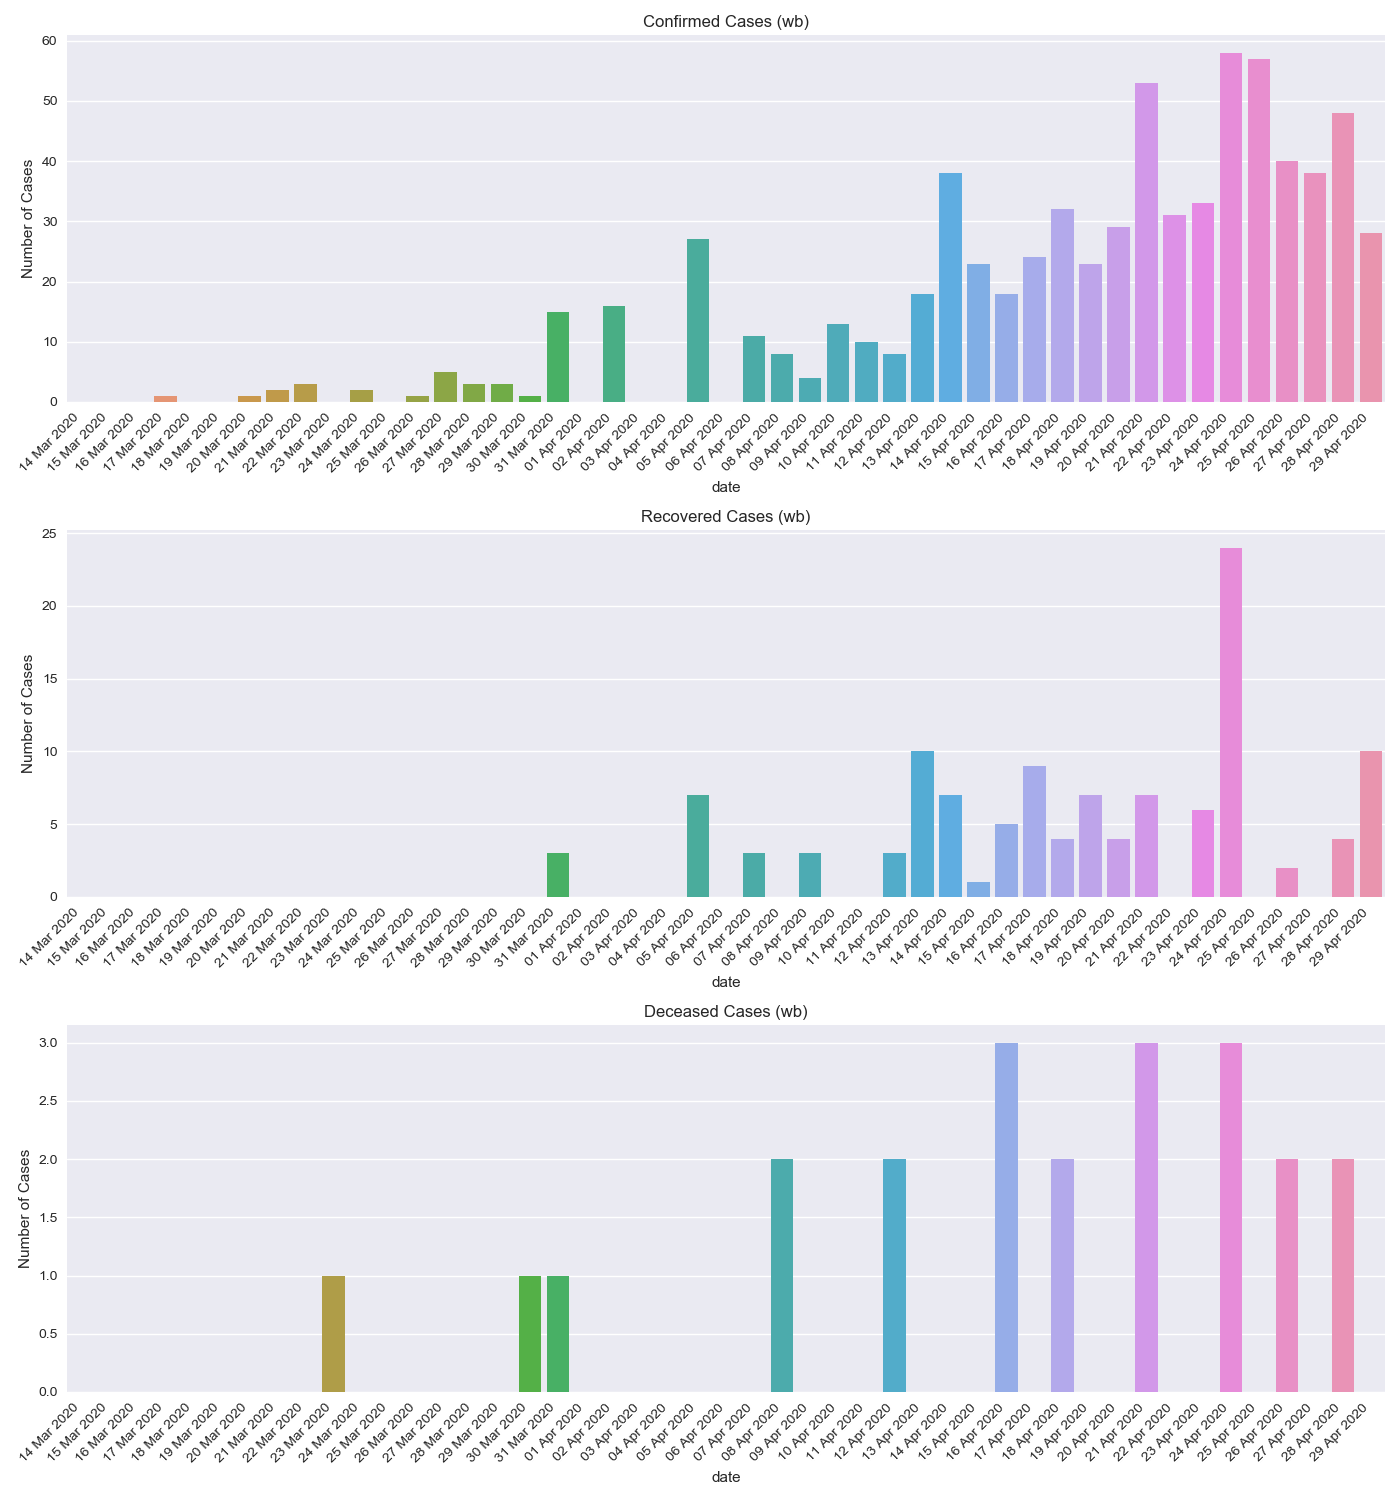 Confirmed Cases (wb)
60
50
40
30
20
10
0
Number of Cases
14 Mar 2020
15 Mar 2020
16 Mar 2020
17 Mar 2020
18 Mar 2020
19 Mar 2020
20 Mar 2020
21 Mar 2020
22 Mar 2020
23 Mar 2020
24 Mar 2020
25 Mar 2020
26 Mar 2020
27 Mar 2020
28 Mar 2020
29 Mar 2020
30 Mar 2020
31 Mar 2020
01 Apr 2020
02 Apr 2020
03 Apr 2020
04 Apr 2020
05 Apr 2020
06 Apr 2020
07 Apr 2020
08 Apr 2020
09 Apr 2020
10 Apr 2020
11 Apr 2020
12 Apr 2020
13 Apr 2020
14 Apr 2020
15 Apr 2020
16 Apr 2020
17 Apr 2020
18 Apr 2020
19 Apr 2020
20 Apr 2020
21 Apr 2020
22 Apr 2020
23 Apr 2020
24 Apr 2020
25 Apr 2020
26 Apr 2020
27 Apr 2020
28 Apr 2020
29 Apr 2020
date
Recovered Cases (wb)
25
20
15
10
5
0
Number of Cases
14 Mar 2020
15 Mar 2020
16 Mar 2020
17 Mar 2020
18 Mar 2020
19 Mar 2020
20 Mar 2020
21 Mar 2020
22 Mar 2020
23 Mar 2020
24 Mar 2020
25 Mar 2020
26 Mar 2020
27 Mar 2020
28 Mar 2020
29 Mar 2020
30 Mar 2020
31 Mar 2020
01 Apr 2020
02 Apr 2020
03 Apr 2020
04 Apr 2020
05 Apr 2020
06 Apr 2020
07 Apr 2020
08 Apr 2020
09 Apr 2020
10 Apr 2020
11 Apr 2020
12 Apr 2020
13 Apr 2020
14 Apr 2020
15 Apr 2020
16 Apr 2020
17 Apr 2020
18 Apr 2020
19 Apr 2020
20 Apr 2020
21 Apr 2020
22 Apr 2020
23 Apr 2020
24 Apr 2020
25 Apr 2020
26 Apr 2020
27 Apr 2020
28 Apr 2020
29 Apr 2020
date
Deceased Cases (wb)
3.0
2.5
2.0
1.5
1.0
0.5
0.0
Number of Cases
14 Mar 2020
15 Mar 2020
16 Mar 2020
17 Mar 2020
18 Mar 2020
19 Mar 2020
20 Mar 2020
21 Mar 2020
22 Mar 2020
23 Mar 2020
24 Mar 2020
25 Mar 2020
26 Mar 2020
27 Mar 2020
28 Mar 2020
29 Mar 2020
30 Mar 2020
31 Mar 2020
01 Apr 2020
02 Apr 2020
03 Apr 2020
04 Apr 2020
05 Apr 2020
06 Apr 2020
07 Apr 2020
08 Apr 2020
09 Apr 2020
10 Apr 2020
11 Apr 2020
12 Apr 2020
13 Apr 2020
14 Apr 2020
15 Apr 2020
16 Apr 2020
17 Apr 2020
18 Apr 2020
19 Apr 2020
20 Apr 2020
21 Apr 2020
22 Apr 2020
23 Apr 2020
24 Apr 2020
25 Apr 2020
26 Apr 2020
27 Apr 2020
28 Apr 2020
29 Apr 2020
date